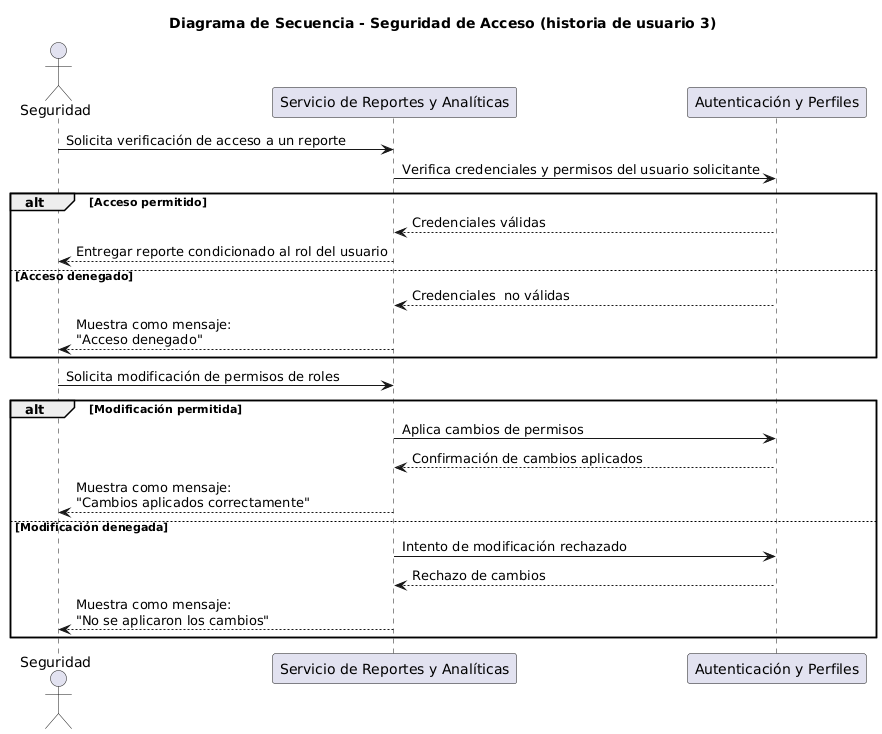 Diagrama de Secuencia - Seguridad de Acceso (historia de usuario 3)
Seguridad
Servicio de Reportes y Analíticas
Autenticación y Perfiles
Solicita verificación de acceso a un reporte
Verifica credenciales y permisos del usuario solicitante
alt
[Acceso permitido]
Credenciales válidas
Entregar reporte condicionado al rol del usuario
[Acceso denegado]
Credenciales  no válidas
Muestra como mensaje:
"Acceso denegado"
Solicita modificación de permisos de roles
alt
[Modificación permitida]
Aplica cambios de permisos
Confirmación de cambios aplicados
Muestra como mensaje:
"Cambios aplicados correctamente"
[Modificación denegada]
Intento de modificación rechazado
Rechazo de cambios
Muestra como mensaje:
"No se aplicaron los cambios"
Seguridad
Servicio de Reportes y Analíticas
Autenticación y Perfiles